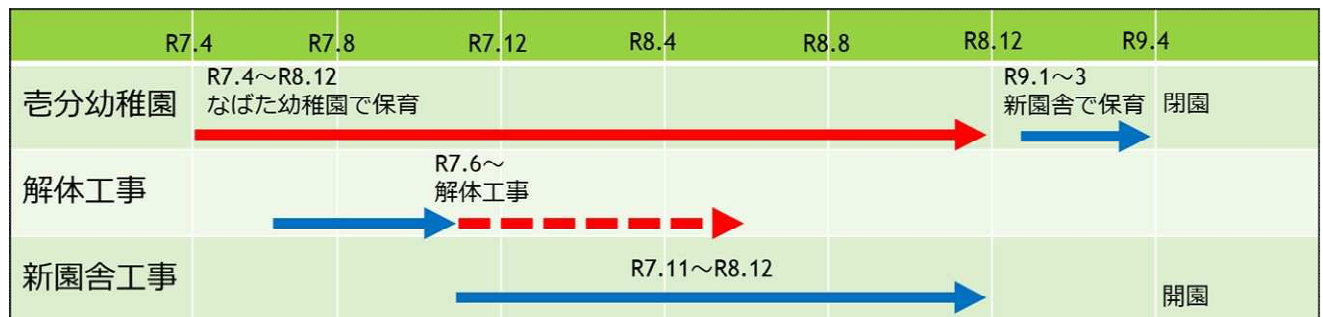 R7.4 R7.8 R7.12 R8.4 R8.8 R8.12 R9.4
壱分幼稚園
R7.4～R8.12
なばた幼稚園で保育
R9.1～3
新園舎で保育
閉園
解体工事
R7.6～
解体工事
新園舎工事
R7.11～R8.12
開園